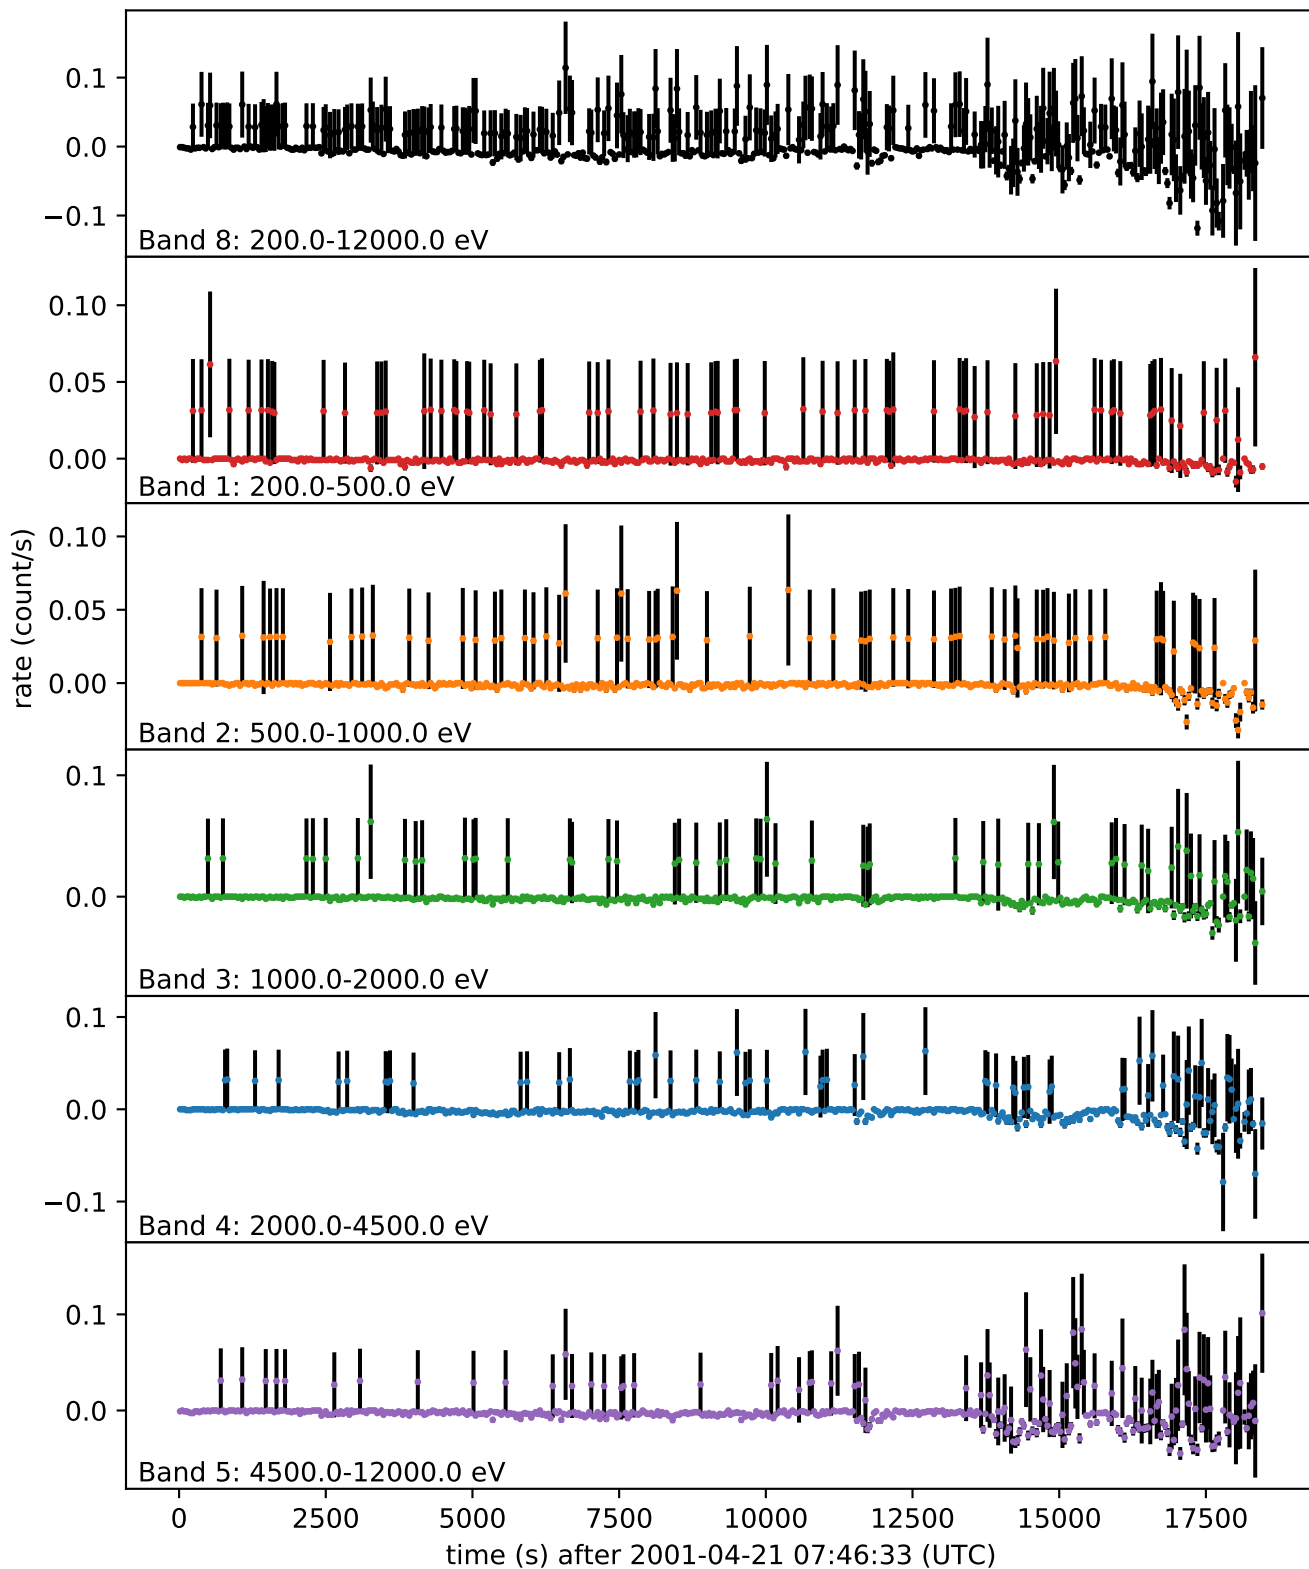 0.1
0.0
−0.1
Band 8: 200.0-12000.0 eV
0.10
0.05
0.00
Band 1: 200.0-500.0 eV
0.10
0.05
0.00
Band 2: 500.0-1000.0 eV
rate (count/s)
0.1
0.0
Band 3: 1000.0-2000.0 eV
0.1
0.0
−0.1
Band 4: 2000.0-4500.0 eV
0.1
0.0
Band 5: 4500.0-12000.0 eV
0 2500 5000 7500 10000 12500 15000 17500
time (s) after 2001-04-21 07:46:33 (UTC)